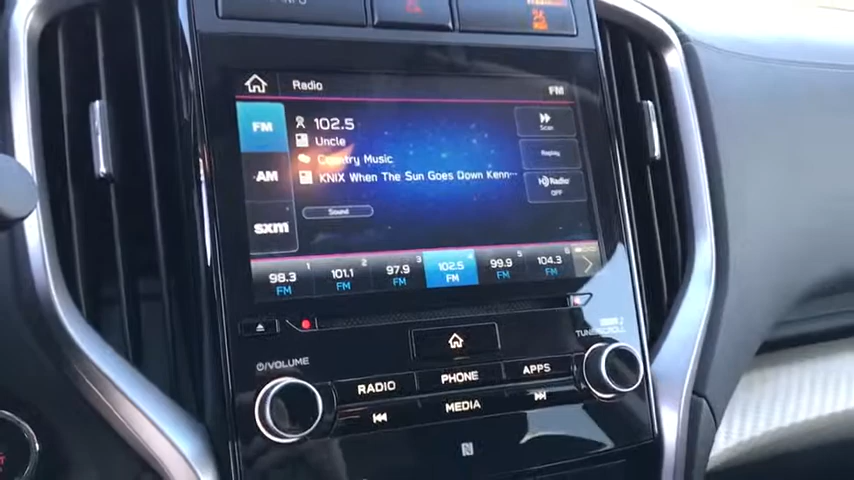 Radio FM
FM 102.5 Scan
Uncle
Country Music Replay
AM KNIX When The Sun Goes Down Kenn...
HD Radio
OFF
Sound
sxm
1 2 3 4 5 6
98.3 101.1 97.9 102.5 99.9 104.3
FM FM FM FM FM FM
VOLUME TUNE/SCROLL
RADIO PHONE APPS
MEDIA
N